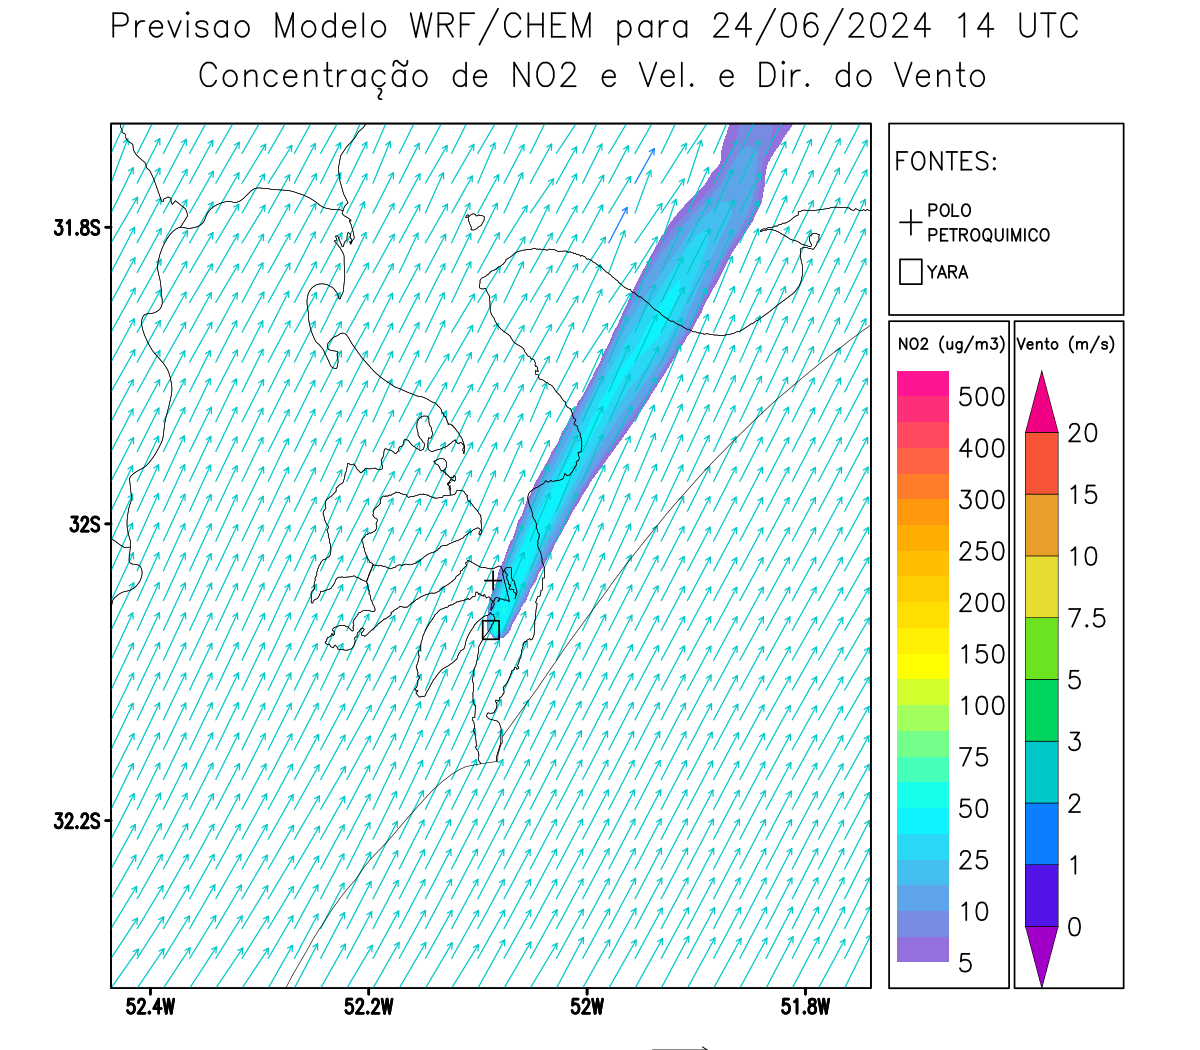 Previsao Modelo WRF/CHEM para 24/06/2024 14 UTC
Concentração de NO2 e Vel. e Dir. do Vento
FONTES:
POLO
PETROQUIMICO
YARA
NO2 (ug/m3)
500
400
300
250
200
150
100
75
50
25
10
5
Vento (m/s)
20
15
10
7.5
5
3
2
1
0
31.8S
32S
32.2S
52.4W
52.2W
52W
51.8W